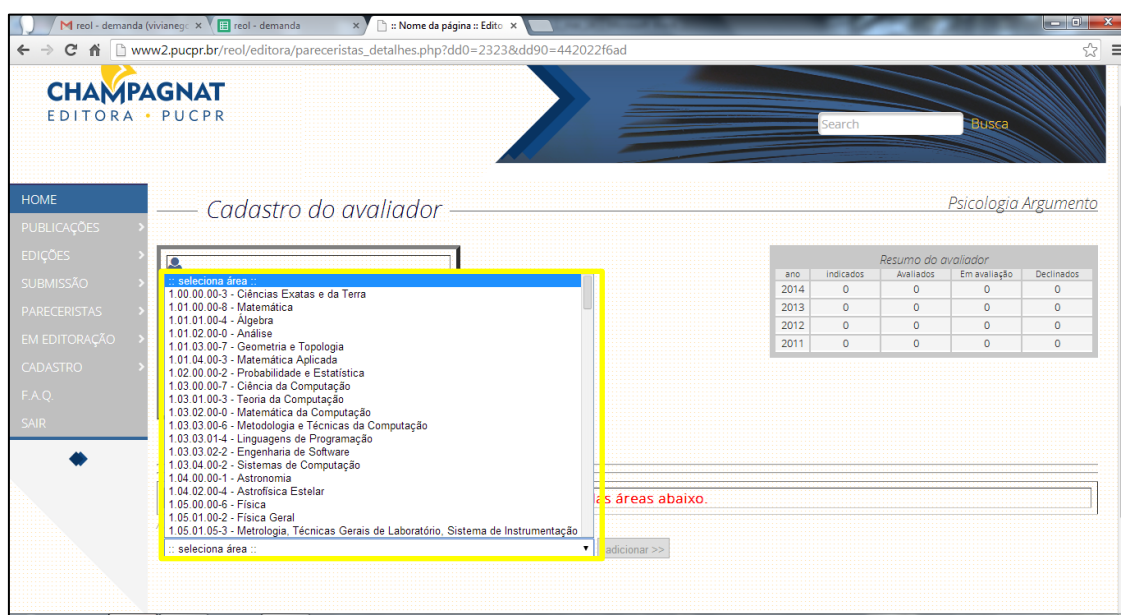 reol - demanda (vivianego
reol - demanda
:: Nome da página :: Edito
www2.pucpr.br/reol/editora/pareceristas_detalhes.php?dd0=2323&dd90=442022f6ad
CHAMPAGNAT
EDITORA • PUCPR
Search
Busca
HOME
PUBLICAÇÕES
EDIÇÕES
SUBMISSÃO
PARECERISTAS
EM EDITORAÇÃO
CADASTRO
F.A.Q.
SAIR
Cadastro do avaliador
Psicologia Argumento
Resumo do avaliador
ano Indicados Avaliados Em avaliação Declinados
2014 0 0 0 0
2013 0 0 0 0
2012 0 0 0 0
2011 0 0 0 0
:: seleciona área ::
1.00.00.00-3 - Ciências Exatas e da Terra
1.01.00.00-8 - Matemática
1.01.01.00-4 - Álgebra
1.01.02.00-0 - Análise
1.01.03.00-7 - Geometria e Topologia
1.01.04.00-3 - Matemática Aplicada
1.02.00.00-2 - Probabilidade e Estatística
1.03.00.00-7 - Ciência da Computação
1.03.01.00-3 - Teoria da Computação
1.03.02.00-0 - Matemática da Computação
1.03.03.00-6 - Metodologia e Técnicas da Computação
1.03.03.01-4 - Linguagens de Programação
1.03.03.02-2 - Engenharia de Software
1.03.04.00-2 - Sistemas de Computação
1.04.00.00-1 - Astronomia
1.04.02.00-4 - Astrofísica Estelar
1.05.00.00-6 - Física
1.05.01.00-2 - Física Geral
1.05.01.05-3 - Metrologia, Técnicas Gerais de Laboratório, Sistema de Instrumentação
das áreas abaixo.
:: seleciona área ::
adicionar >>